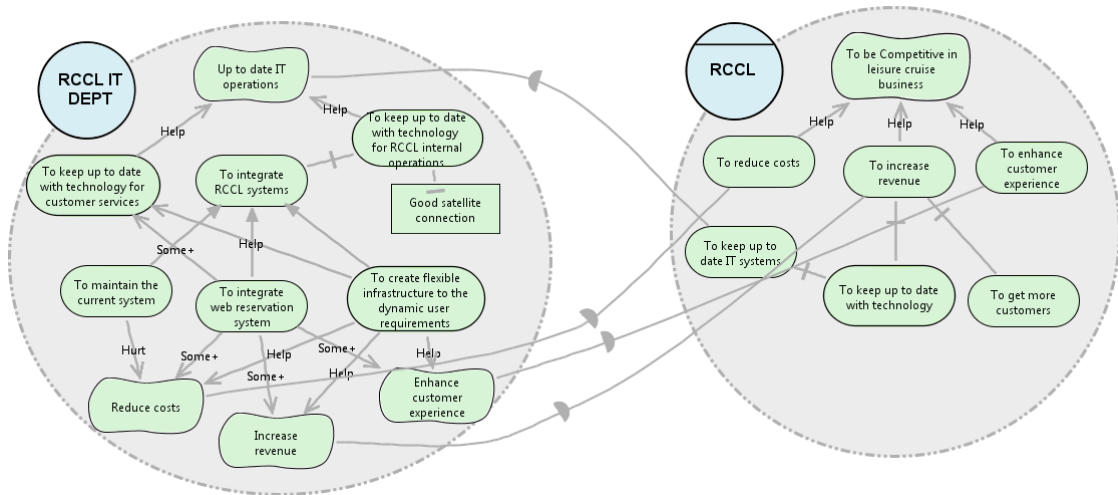 RCCL IT
DEPT
Up to date IT
operations
Help
Help
To keep up to date
with technology
for RCCL internal
operations
To keep up to date
with technology for
customer services
To integrate
RCCL systems
Good satellite
connection
Some+
Help
To maintain the
current system
To integrate
web reservation
system
To create flexible
infrastructure to the
dynamic user
requirements
Hurt
Some+
Help
Some+
Help
Some+
Help
Reduce costs
Enhance
customer
experience
Increase
revenue
RCCL
To be Competitive in
leisure cruise
business
Help
Help
Help
To reduce costs
To increase
revenue
To enhance
customer
experience
To keep up to
date IT systems
To keep up to date
with technology
To get more
customers